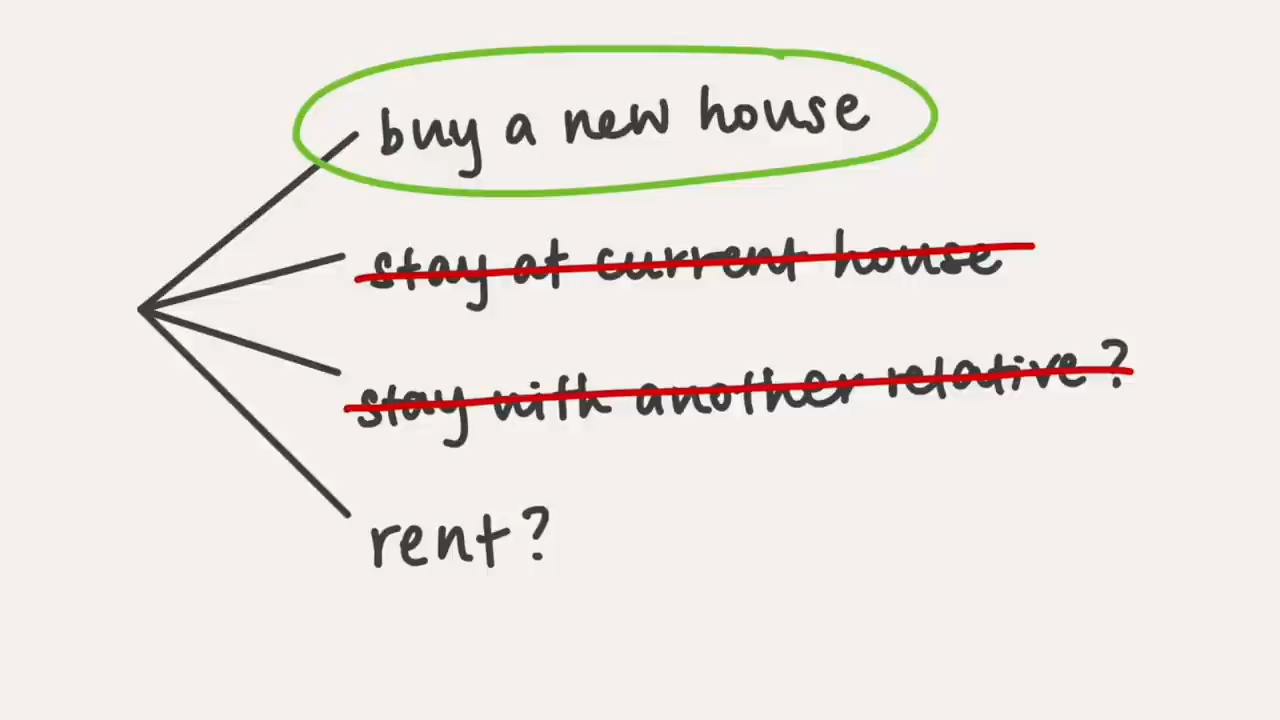 buy a new house
stay at current house
stay with another relative?
rent?